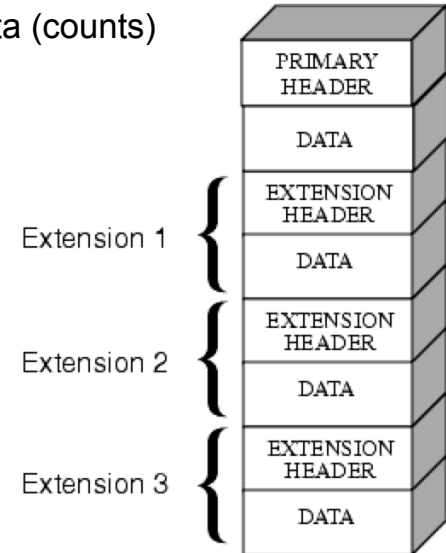 (counts)
PRIMARY
HEADER
DATA
EXTENSION
HEADER
Extension 1
DATA
EXTENSION
HEADER
Extension 2
DATA
EXTENSION
HEADER
Extension 3
DATA